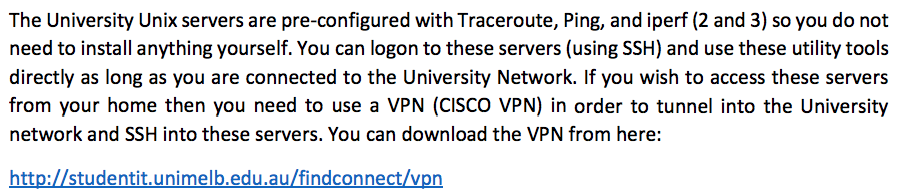 The University Unix servers are pre-configured with Traceroute, Ping, and iperf (2 and 3) so you do not
need to install anything yourself. You can logon to these servers (using SSH) and use these utility tools
directly as long as you are connected to the University Network. If you wish to access these servers
from your home then you need to use a VPN (CISCO VPN) in order to tunnel into the University
network and SSH into these servers. You can download the VPN from here:
http://studentit.unimelb.edu.au/findconnect/vpn